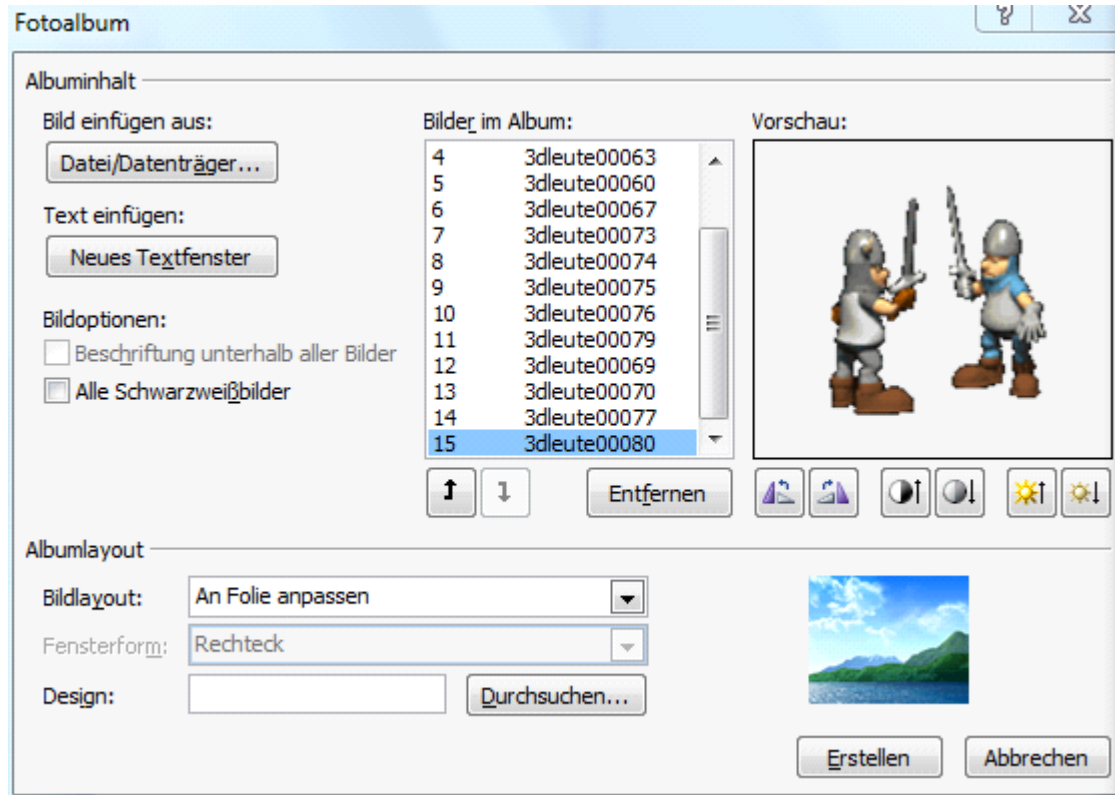 Fotoalbum
Albuminhalt
Bild einfügen aus:
Datei/Datenträger...
Text einfügen:
Neues Textfenster
Bildoptionen:
Beschriftung unterhalb aller Bilder
Alle Schwarzweißbilder
Bilder im Album:
4 3dleute00063
5 3dleute00060
6 3dleute00067
7 3dleute00073
8 3dleute00074
9 3dleute00075
10 3dleute00076
11 3dleute00079
12 3dleute00069
13 3dleute00070
14 3dleute00077
15 3dleute00080
Entfernen
Vorschau:
Albumlayout
Bildlayout: An Folie anpassen
Fensterform: Rechteck
Design: Durchsuchen...
Erstellen Abbrechen